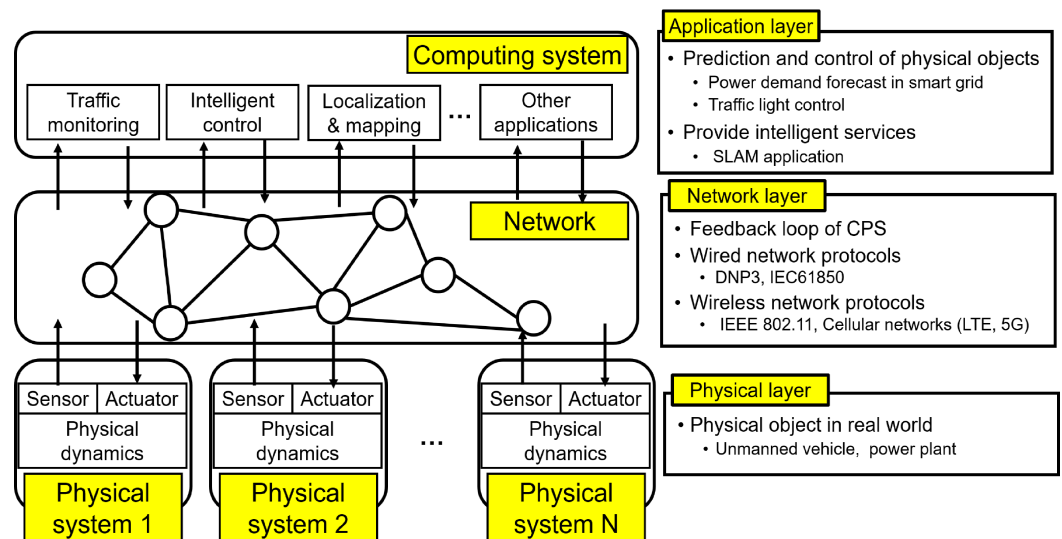 Computing system
Traffic
monitoring
Intelligent
control
Localization
& mapping
...
Other
applications
Network
Sensor
Actuator
Physical
dynamics
Physical
system 1
Sensor
Actuator
Physical
dynamics
Physical
system 2
...
Sensor
Actuator
Physical
dynamics
Physical
system N
Application layer
• Prediction and control of physical objects
• Power demand forecast in smart grid
• Traffic light control
• Provide intelligent services
• SLAM application
Network layer
• Feedback loop of CPS
• Wired network protocols
• DNP3, IEC61850
• Wireless network protocols
• IEEE 802.11, Cellular networks (LTE, 5G)
Physical layer
• Physical object in real world
• Unmanned vehicle, power plant